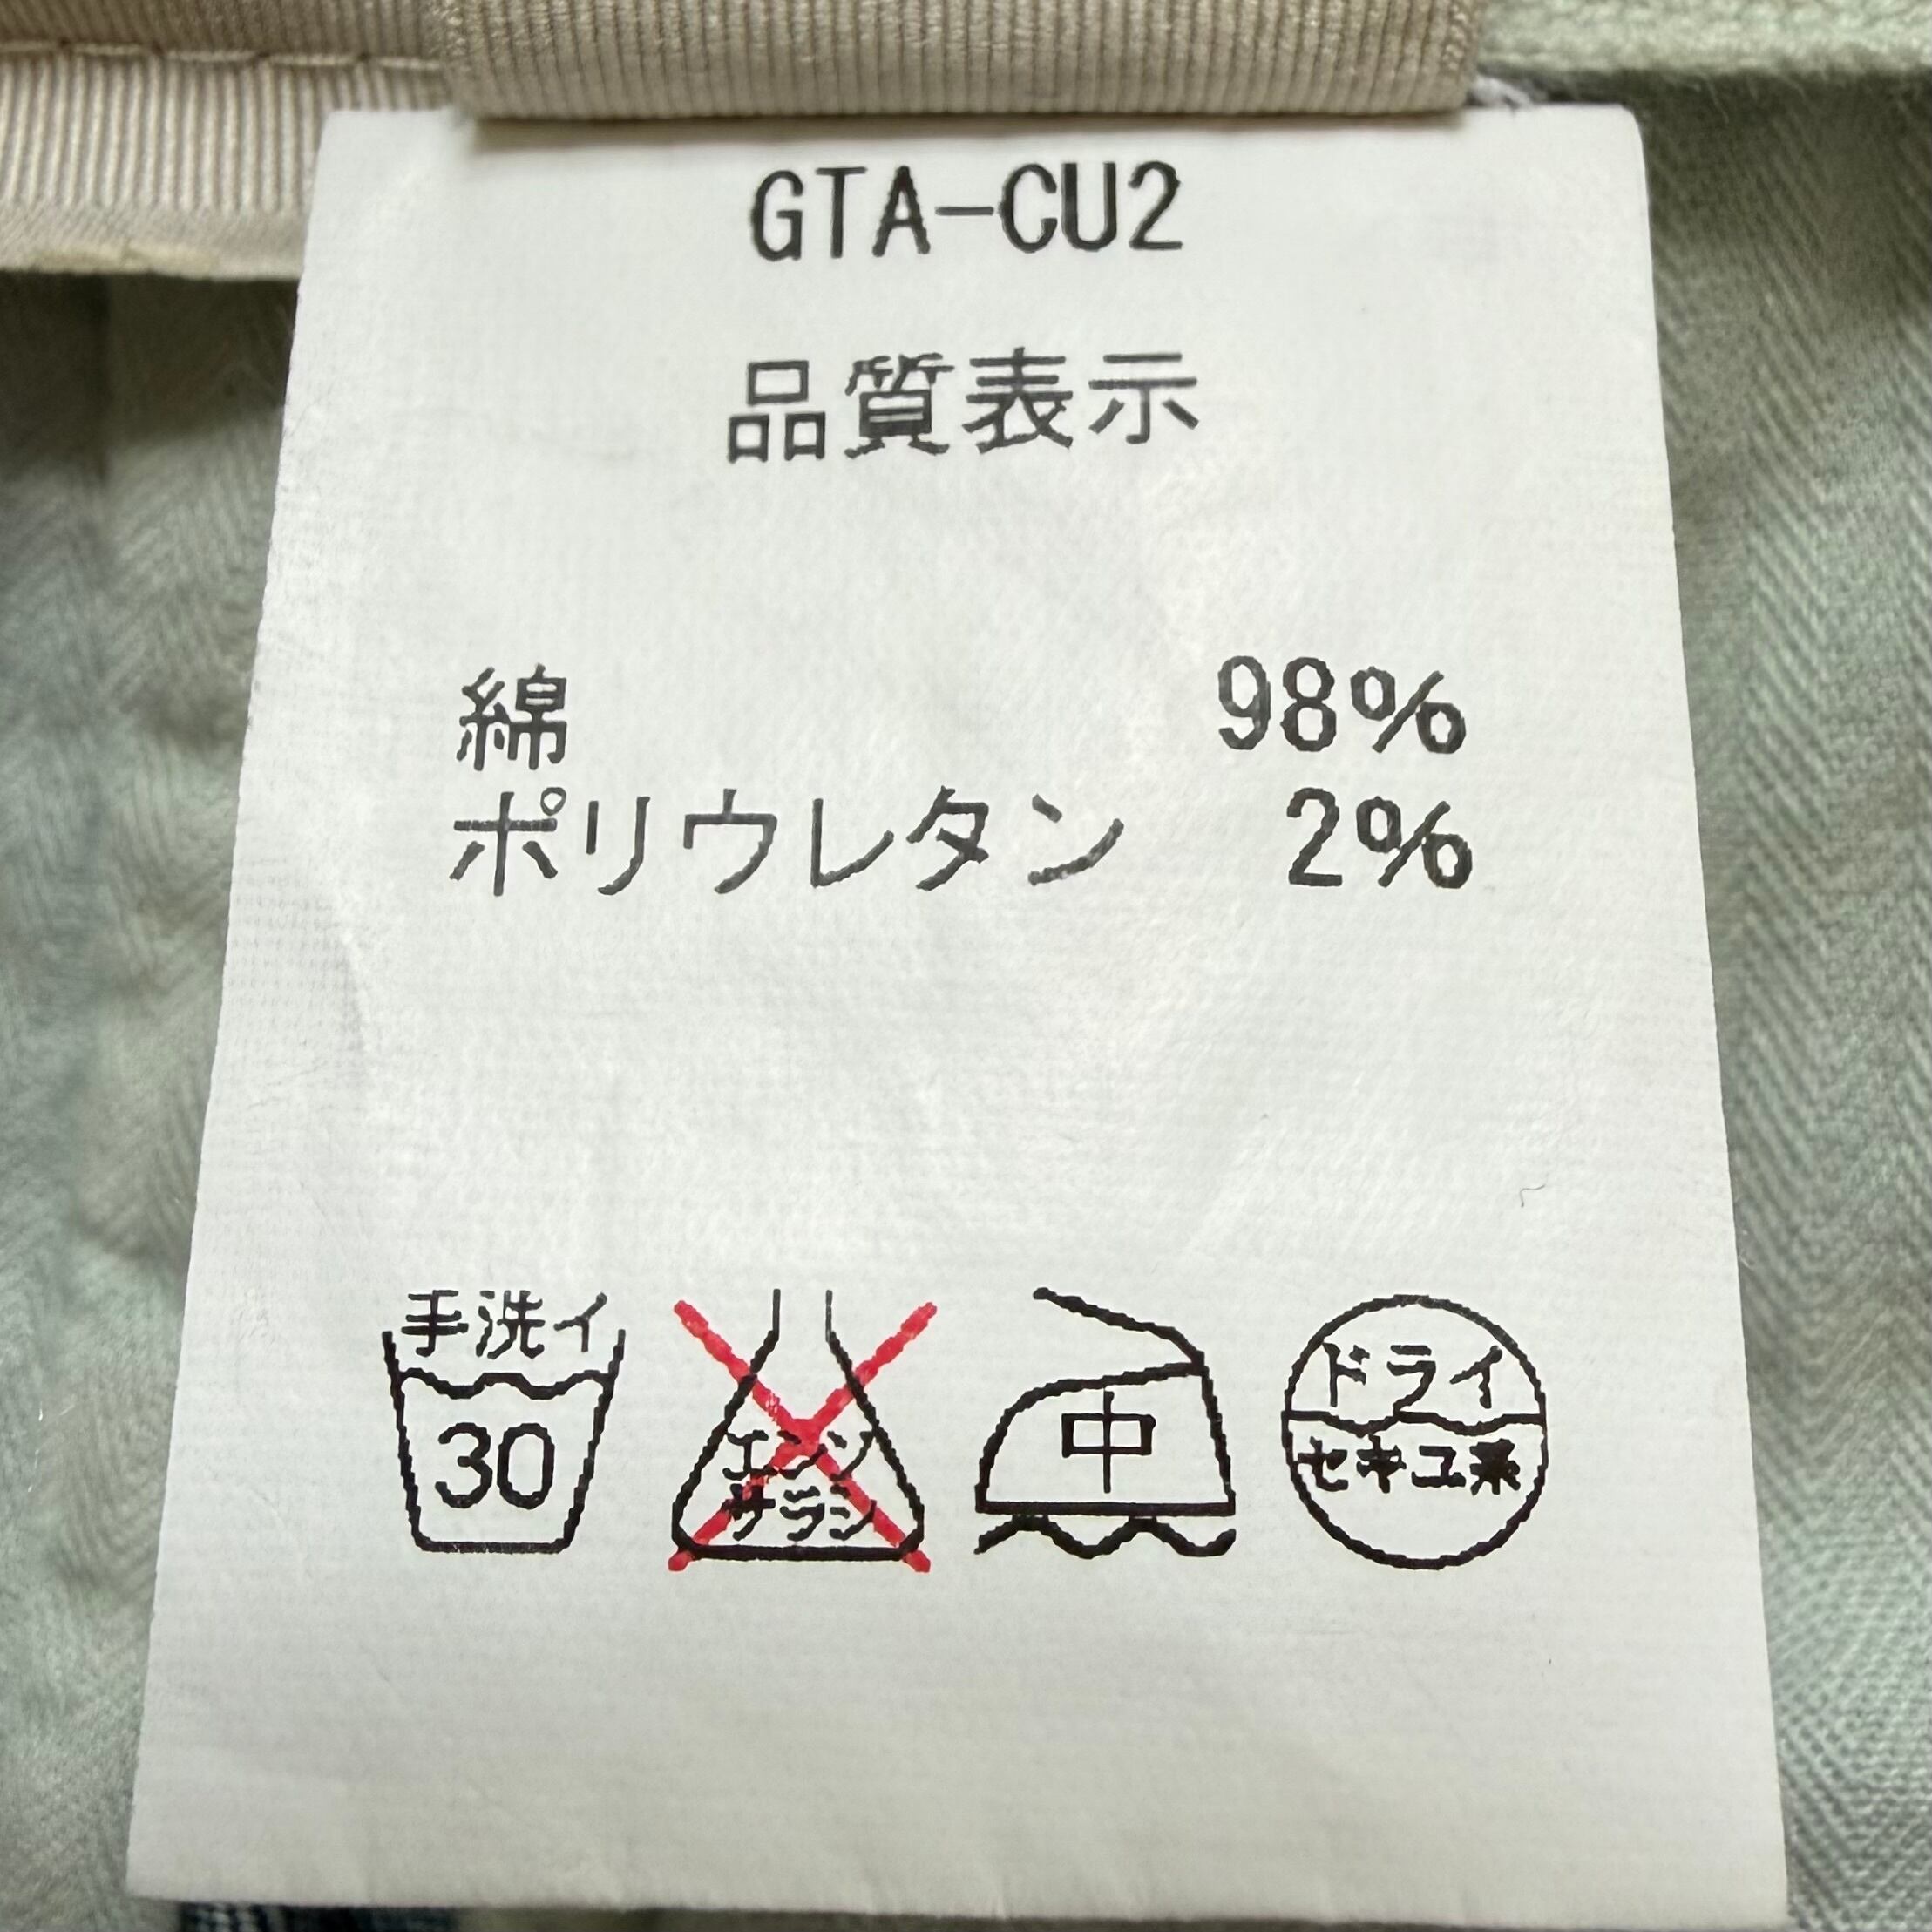 GTA-CU2
品質表示
綿 98%
ポリウレタン 2%
手洗イ
30
エンソ
サラシ
中
ドライ
セキユ系